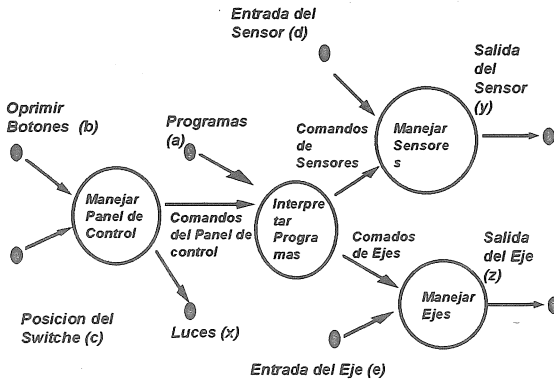 Entrada del
Sensor (d)
Salida
del
Sensor
(y)
Oprimir
Botones (b)
Programas
(a)
Comandos
de
Sensores
Manejar
Sensore
s
Manejar
Panel de
Control
Comandos
del Panel de
control
Interpre
tar
Progra
mas
Comados
de Ejes
Salida
del Eje
(z)
Manejar
Ejes
Posicion del
Switche (c)
Luces (x)
Entrada del Eje (e)